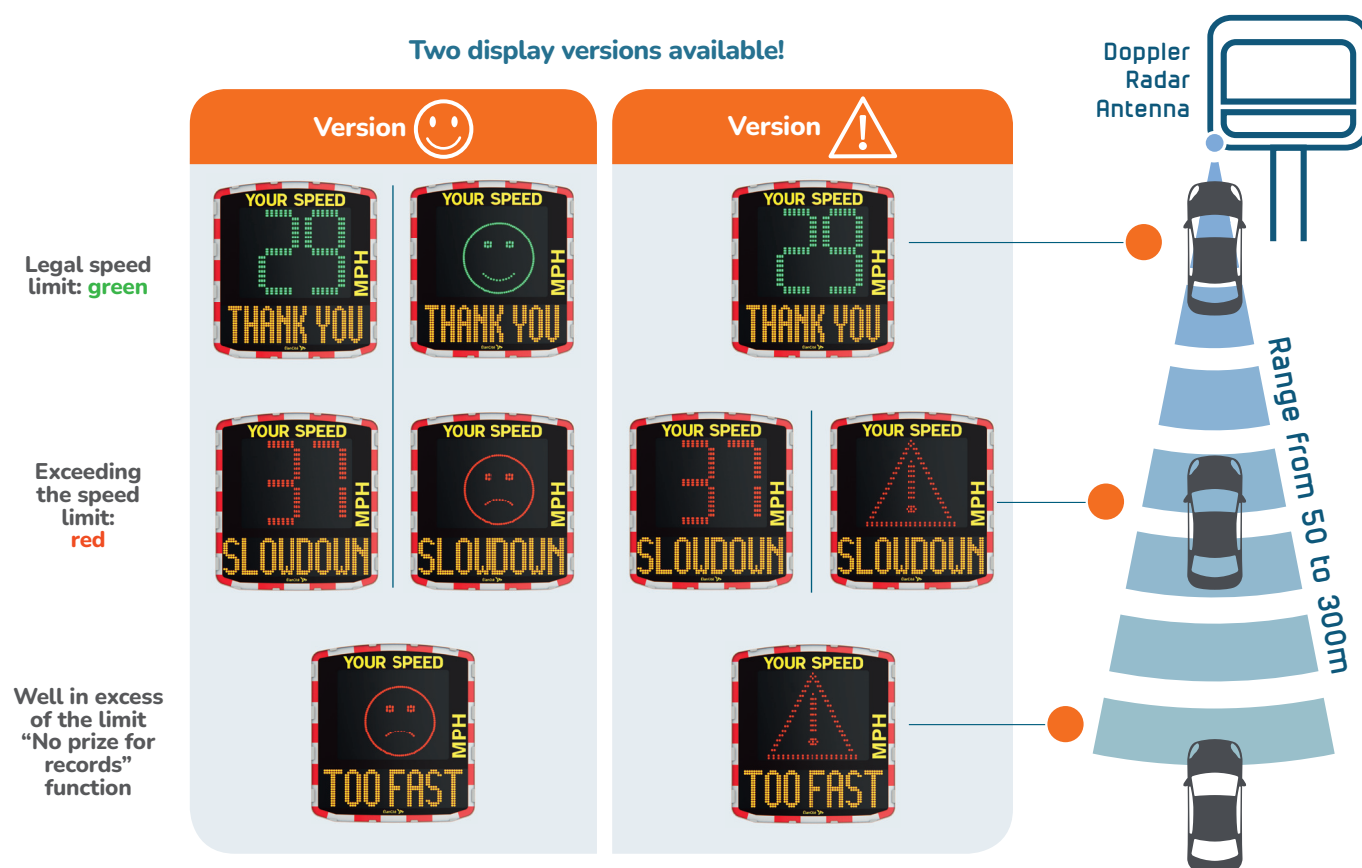 Two display versions available!
Doppler
Radar
Antenna
Version
Version
Legal speed
limit: green
YOUR SPEED
29
MPH
THANK YOU
YOUR SPEED
MPH
THANK YOU
YOUR SPEED
29
MPH
THANK YOU
Exceeding
the speed
limit:
red
YOUR SPEED
37
MPH
SLOWDOWN
YOUR SPEED
MPH
SLOWDOWN
YOUR SPEED
37
MPH
SLOWDOWN
YOUR SPEED
MPH
SLOWDOWN
Well in excess
of the limit
“No prize for
records”
function
YOUR SPEED
MPH
TOO FAST
YOUR SPEED
MPH
TOO FAST
Range from 50 to 300m